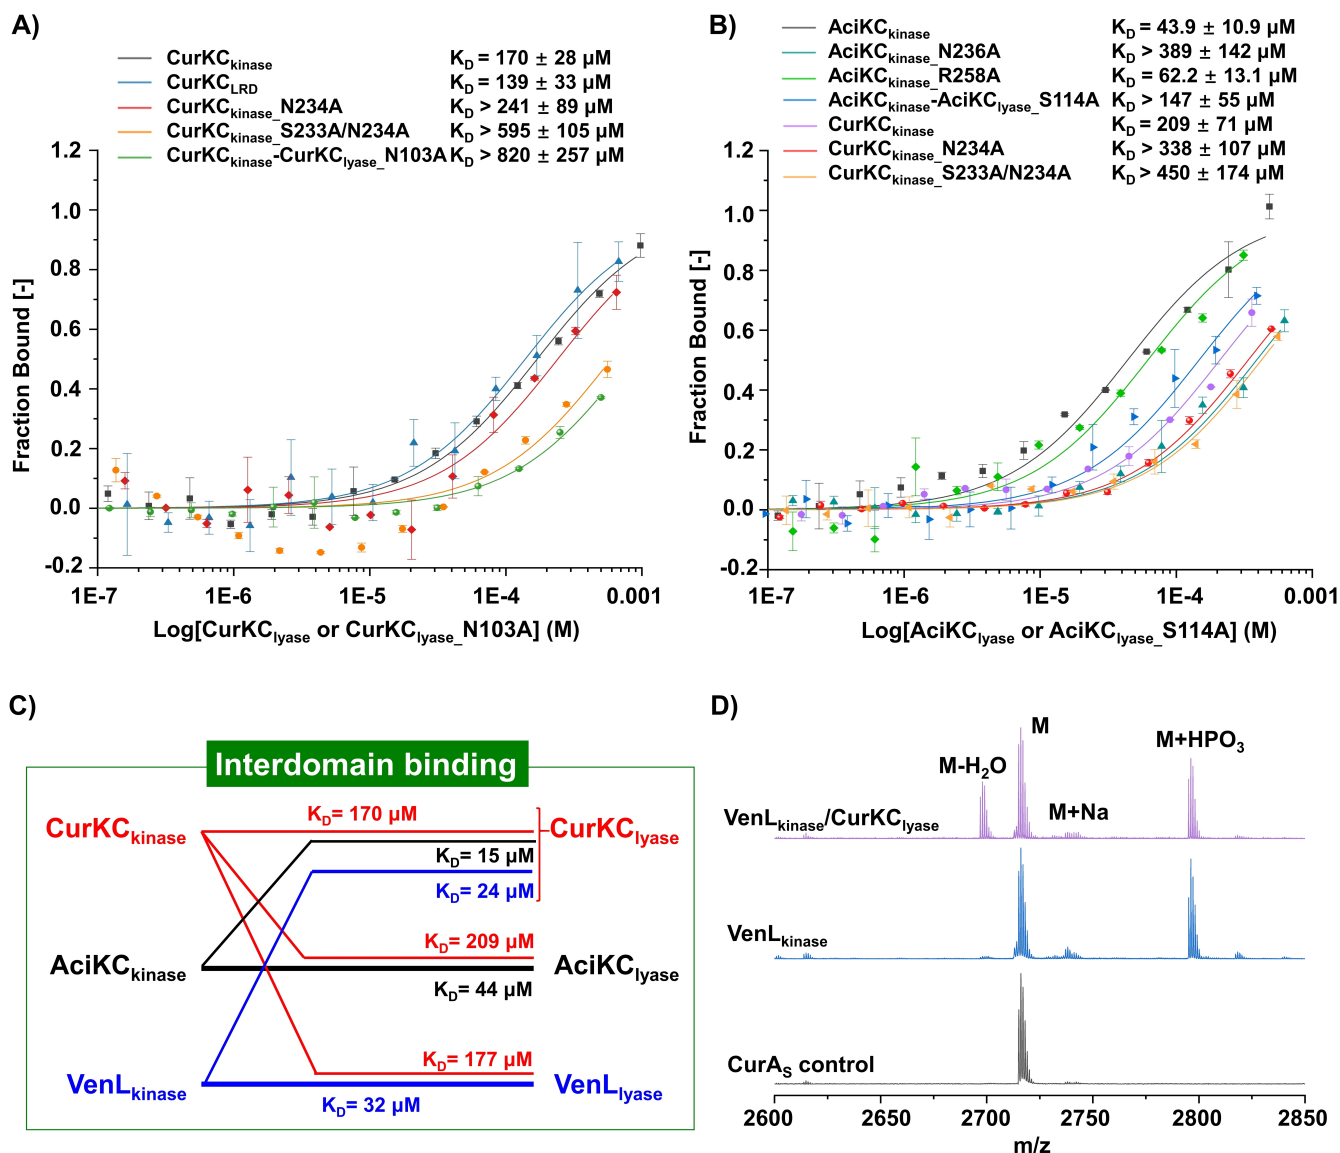 A)
CurKCkinase KD = 170 ± 28 µM
CurKCLRD KD = 139 ± 33 µM
CurKCkinase_N234A KD > 241 ± 89 µM
CurKCkinase_S233A/N234A KD > 595 ± 105 µM
CurKCkinase-CurKClyase_N103A KD > 820 ± 257 µM
1.2
1.0
0.8
0.6
0.4
0.2
0.0
-0.2
Fraction Bound [-]
1E-7 1E-6 1E-5 1E-4 0.001
Log[CurKClyase or CurKClyase_N103A] (M)
B)
AciKCkinase KD = 43.9 ± 10.9 µM
AciKCkinase_N236A KD > 389 ± 142 µM
AciKCkinase_R258A KD = 62.2 ± 13.1 µM
AciKCkinase-AciKClyase_S114A KD > 147 ± 55 µM
CurKCkinase KD = 209 ± 71 µM
CurKCkinase_N234A KD > 338 ± 107 µM
CurKCkinase_S233A/N234A KD > 450 ± 174 µM
1.2
1.0
0.8
0.6
0.4
0.2
0.0
-0.2
Fraction Bound [-]
1E-7 1E-6 1E-5 1E-4 0.001
Log[AciKClyase or AciKClyase_S114A] (M)
C)
Interdomain binding
KD= 170 µM
CurKCkinase CurKClyase
KD= 15 µM
KD= 24 µM
KD= 209 µM
AciKCkinase AciKClyase
KD= 44 µM
KD= 177 µM
VenLkinase VenLlyase
KD= 32 µM
D)
M
M+HPO3
M-H2O
M+Na
VenLkinase/CurKClyase
VenLkinase
CurAS control
2600 2650 2700 2750 2800 2850
m/z